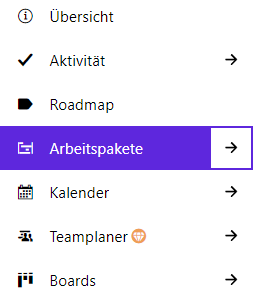 Übersicht
Aktivität
Roadmap
Arbeitspakete
Kalender
Teamplaner
Boards